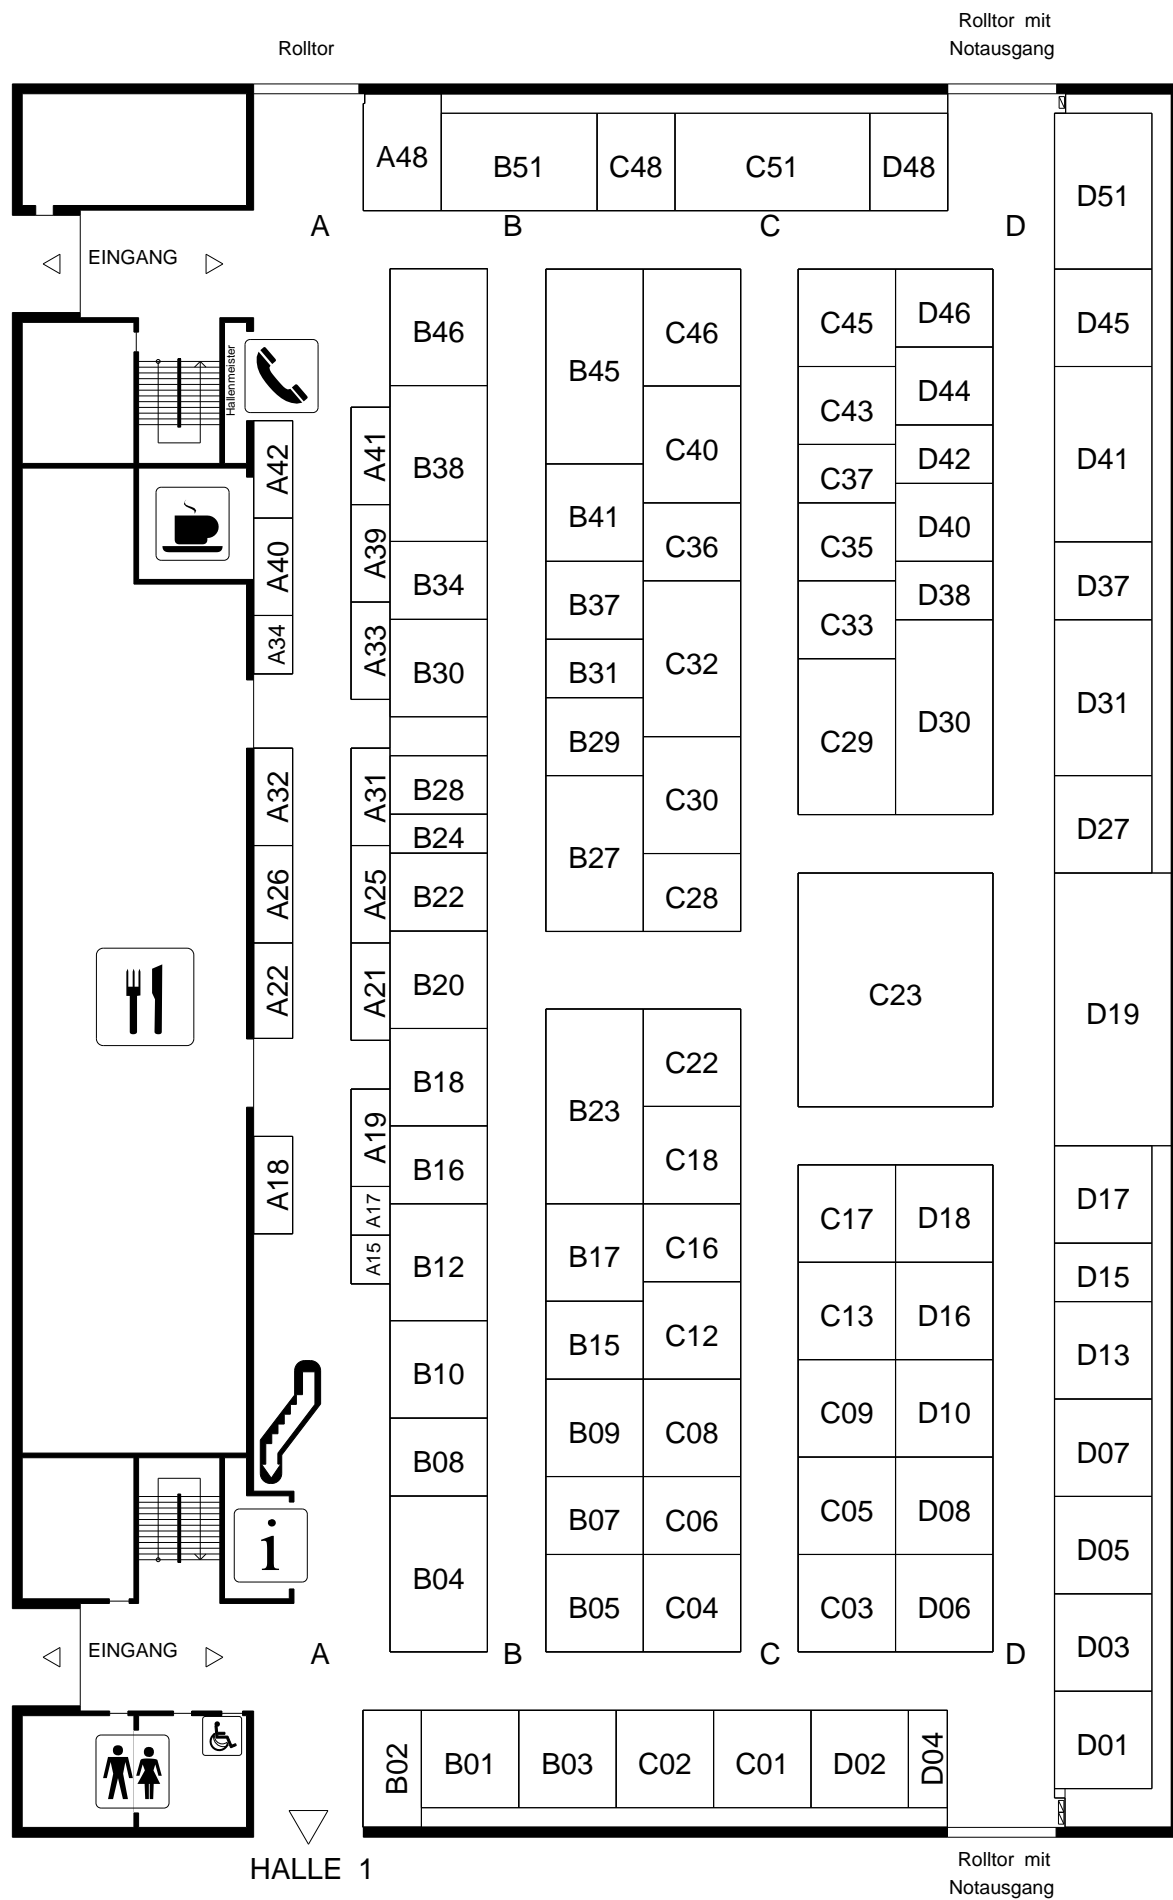 Rolltor
Rolltor mit
Notausgang
A48
B51
C48
C51
D48
D51
A
B
C
D
EINGANG
B46
B45
C46
C45
D46
D45
Hallenmeister
D44
C43
A42
A41
B38
C40
C37
D42
D41
A40
A39
B41
C36
C35
D40
B34
B37
C33
D38
D37
A34
A33
B30
B31
C32
D31
B29
C29
D30
A32
A31
B28
B24
C30
D27
A26
A25
B22
B27
C28
A22
A21
B20
C23
D19
B18
C22
A19
B23
A18
B16
C18
A17
C17
D18
D17
A15
B12
B17
C16
D15
B10
B15
C12
C13
D16
D13
B08
B09
C08
C09
D10
D07
i
B07
C06
C05
D08
D05
B04
B05
C04
C03
D06
D03
EINGANG
A
B
C
D
B02
B01
B03
C02
C01
D02
D04
D01
HALLE 1
Rolltor mit
Notausgang